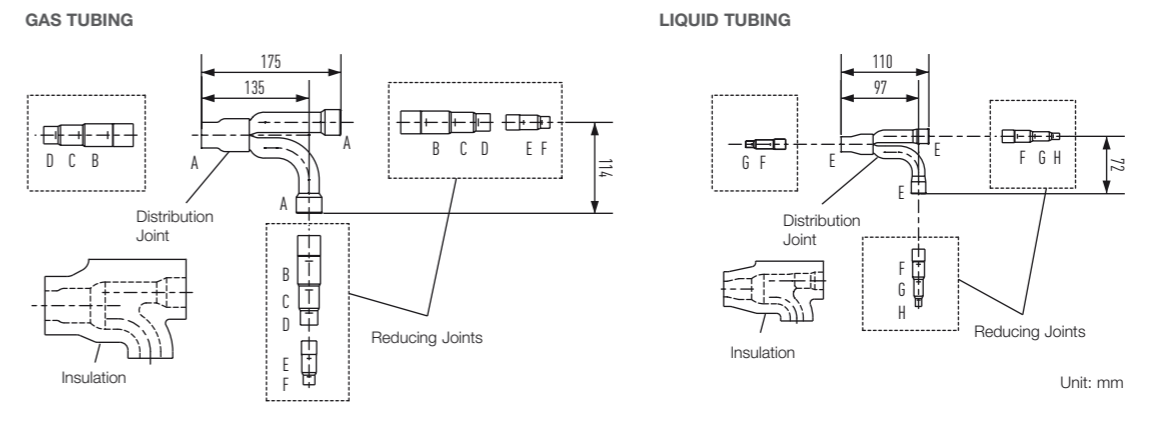 GAS TUBING
LIQUID TUBING
175
135
110
97
D C B
A
A
A
B C D
E F
114
G F
E
E
E
F G H
72
Distribution
Joint
Distribution
Joint
B
C
D
E
F
F
G
H
Reducing Joints
Reducing Joints
Insulation
Insulation
Unit: mm